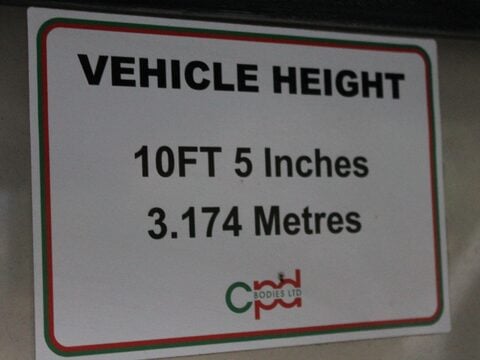 VEHICLE HEIGHT
10FT 5 Inches
3.174 Metres
cpd
BODIES LTD